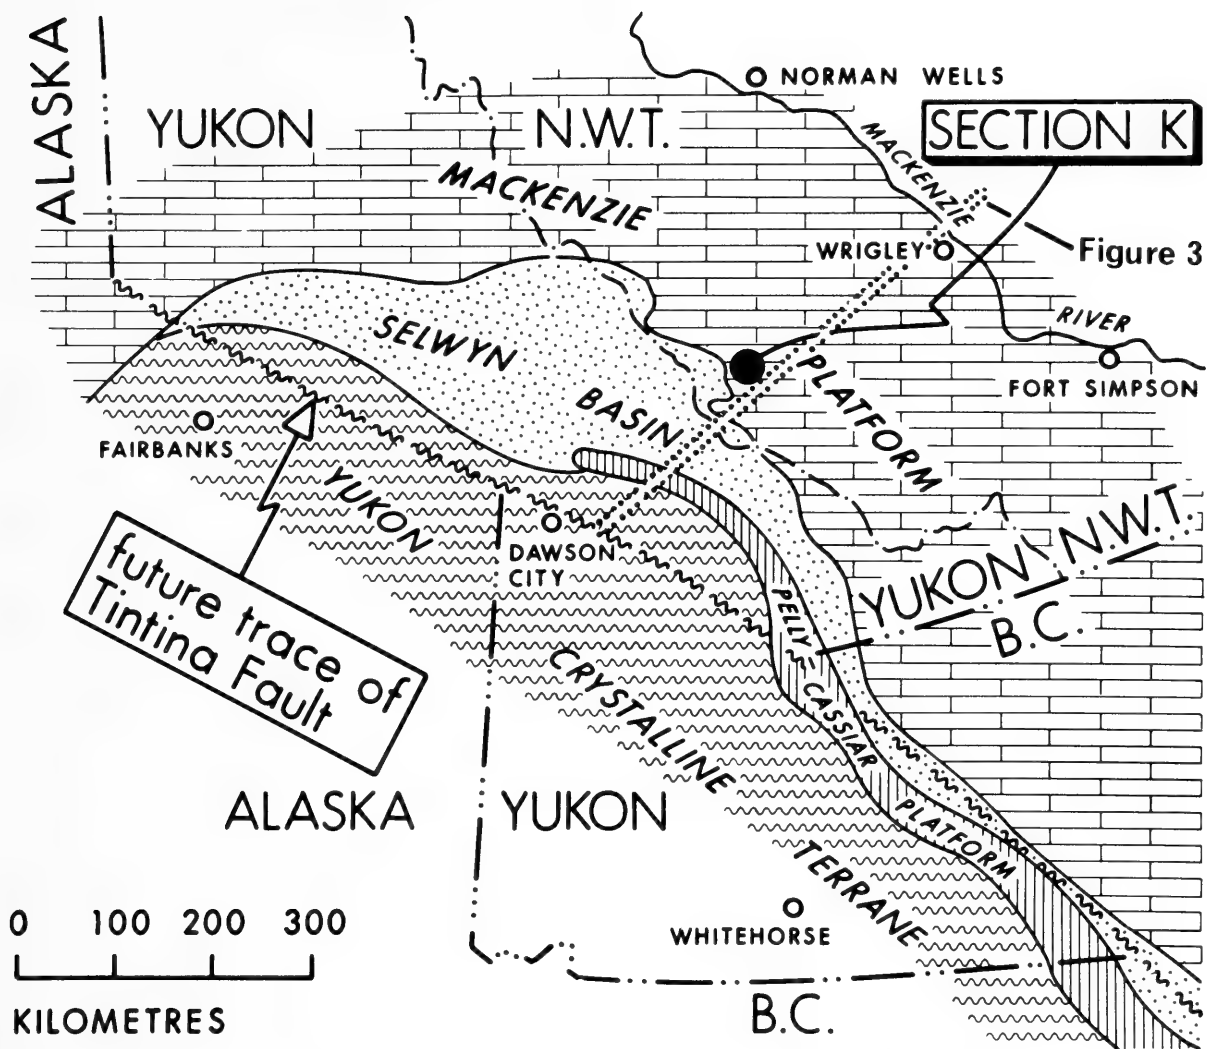 ALASKA
YUKON
N.W.T.
NORMAN WELLS
SECTION K
MACKENZIE
MACKENZIE
WRIGLEY
Figure 3
RIVER
FORT SIMPSON
SELWYN
BASIN
PLATFORM
FAIRBANKS
YUKON
DAWSON
CITY
future trace of
Tintina Fault
YUKON N.W.T.
B.C.
PELLY-
CASSIAR
PLATFORM
CRYSTALLINE
TERRANE
ALASKA
YUKON
WHITEHORSE
B.C.
0 100 200 300
KILOMETRES